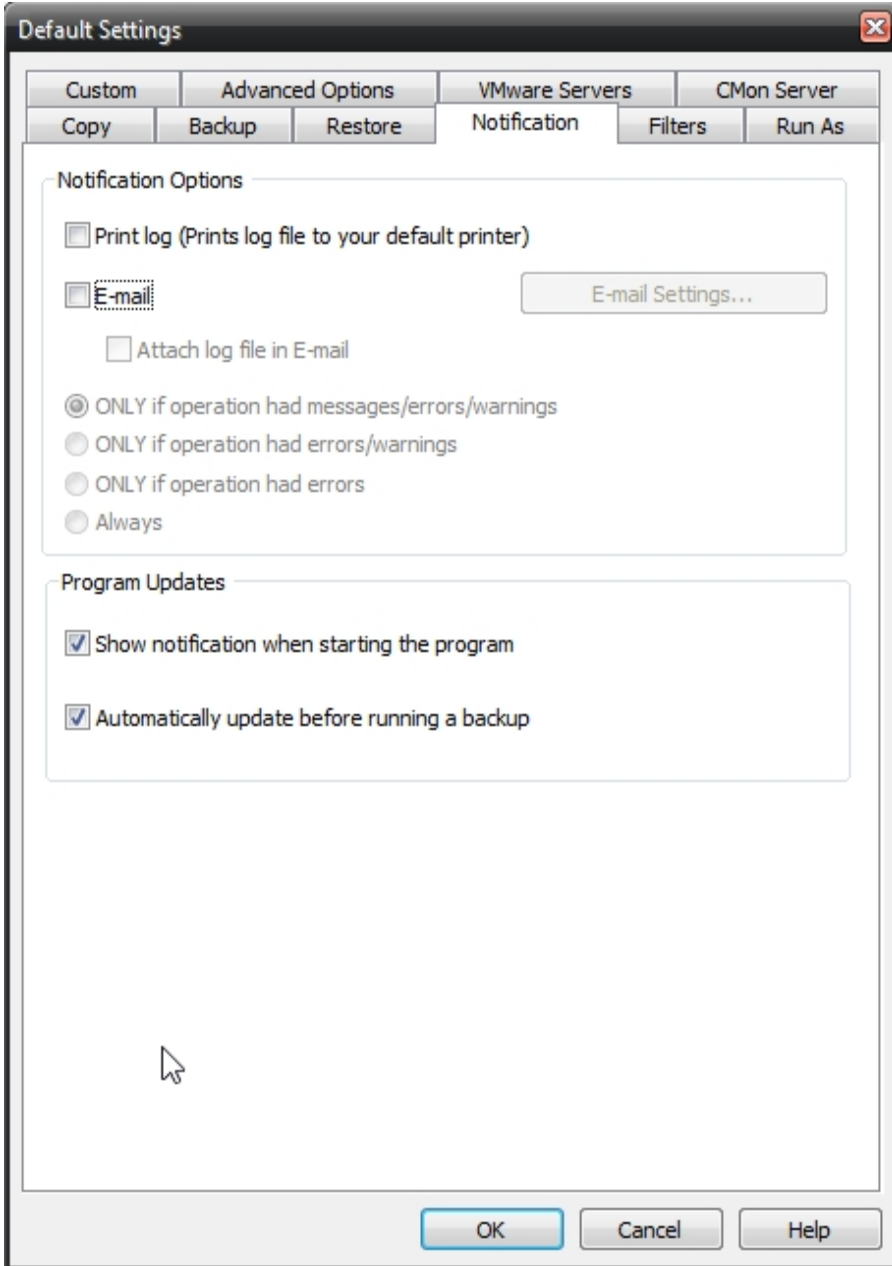 Default Settings
Custom Advanced Options VMware Servers CMon Server
Copy Backup Restore Notification Filters Run As
Notification Options
Print log (Prints log file to your default printer)
E-mail E-mail Settings...
Attach log file in E-mail
ONLY if operation had messages/errors/warnings
ONLY if operation had errors/warnings
ONLY if operation had errors
Always
Program Updates
Show notification when starting the program
Automatically update before running a backup
OK Cancel Help